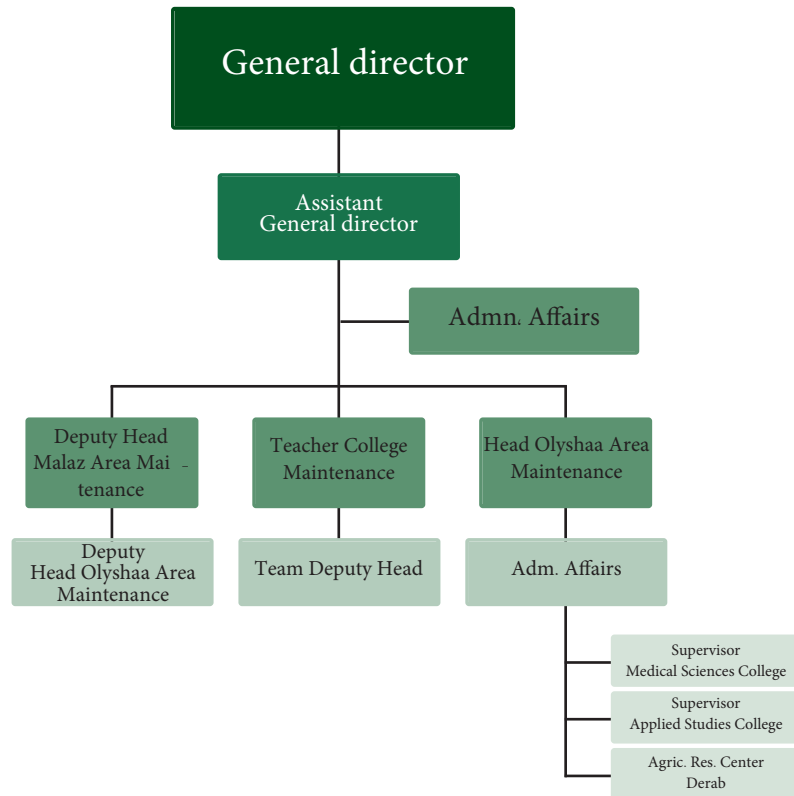 General director
Assistant
General director
Admn. Affairs
Deputy Head
Malaz Area Mai -
tenance
Teacher College
Maintenance
Head Olyshaa Area
Maintenance
Deputy
Head Olyshaa Area
Maintenance
Team Deputy Head
Adm. Affairs
Supervisor
Medical Sciences College
Supervisor
Applied Studies College
Agric. Res. Center
Derab